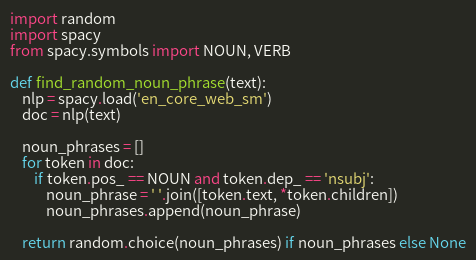 import random
import spacy
from spacy.symbols import NOUN, VERB

def find_random_noun_phrase(text):
    nlp = spacy.load('en_core_web_sm')
    doc = nlp(text)

    noun_phrases = []
    for token in doc:
        if token.pos_ == NOUN and token.dep_ == 'nsubj':
            noun_phrase = ' '.join([token.text, *token.children])
            noun_phrases.append(noun_phrase)

    return random.choice(noun_phrases) if noun_phrases else None